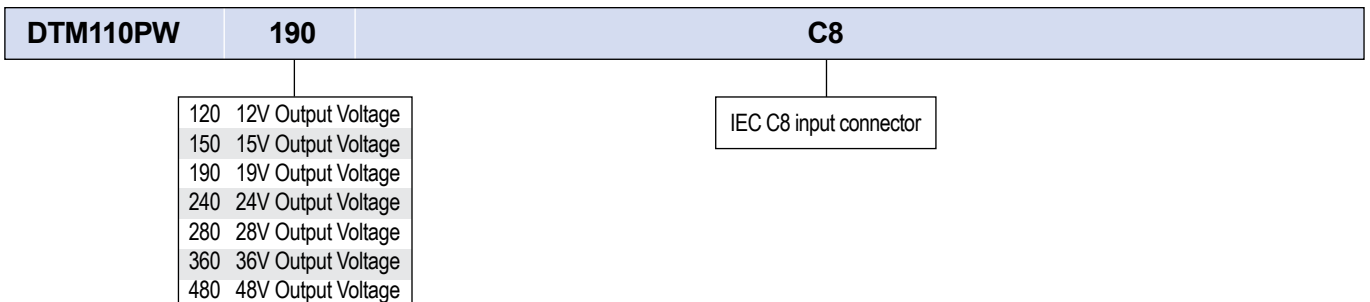 DTM110PW 190 C8
120 12V Output Voltage
150 15V Output Voltage
190 19V Output Voltage
240 24V Output Voltage
280 28V Output Voltage
360 36V Output Voltage
480 48V Output Voltage
IEC C8 input connector